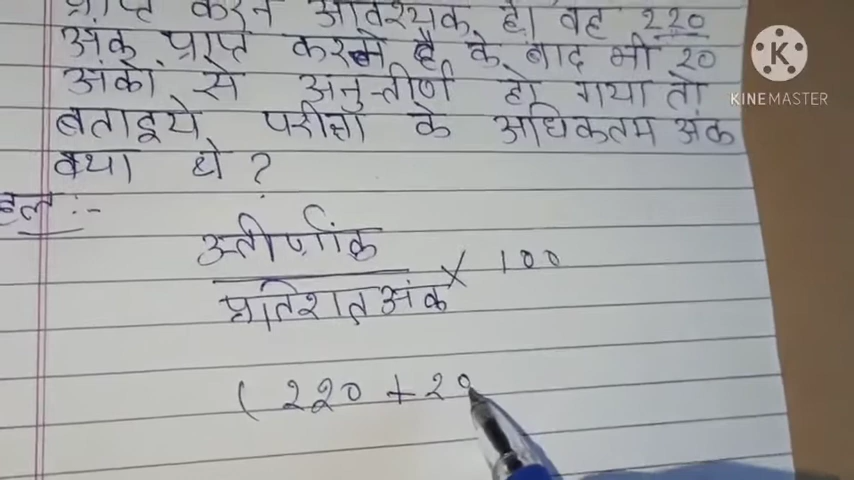 प्राप्त करने आवश्यक है। वह 220
अंक प्राप्त करने है के बाद भी 20
अंको से अनु-तीर्ण हो गया तो
बताइये परीक्षा के अधिकतम अंक
क्या थे ?
हल :-
उतीर्णांक
× 100
प्रतिशत अंक
( 220 + 20
K
KINEMASTER